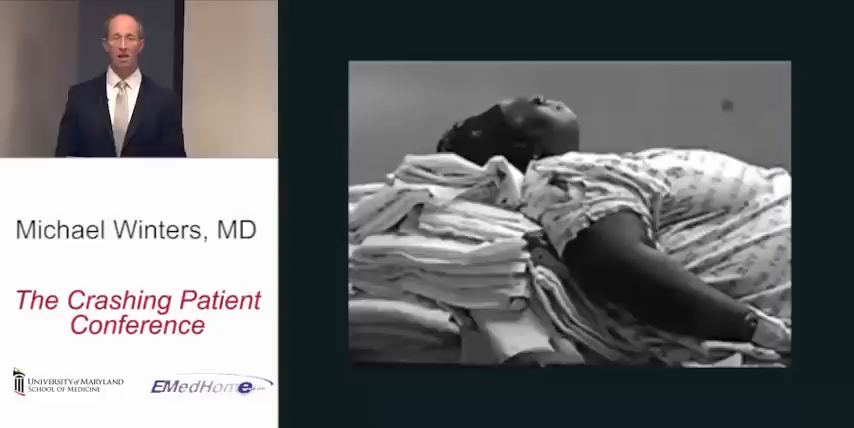 Michael Winters, MD
The Crashing Patient
Conference
UNIVERSITY of MARYLAND
SCHOOL OF MEDICINE
EMedHome